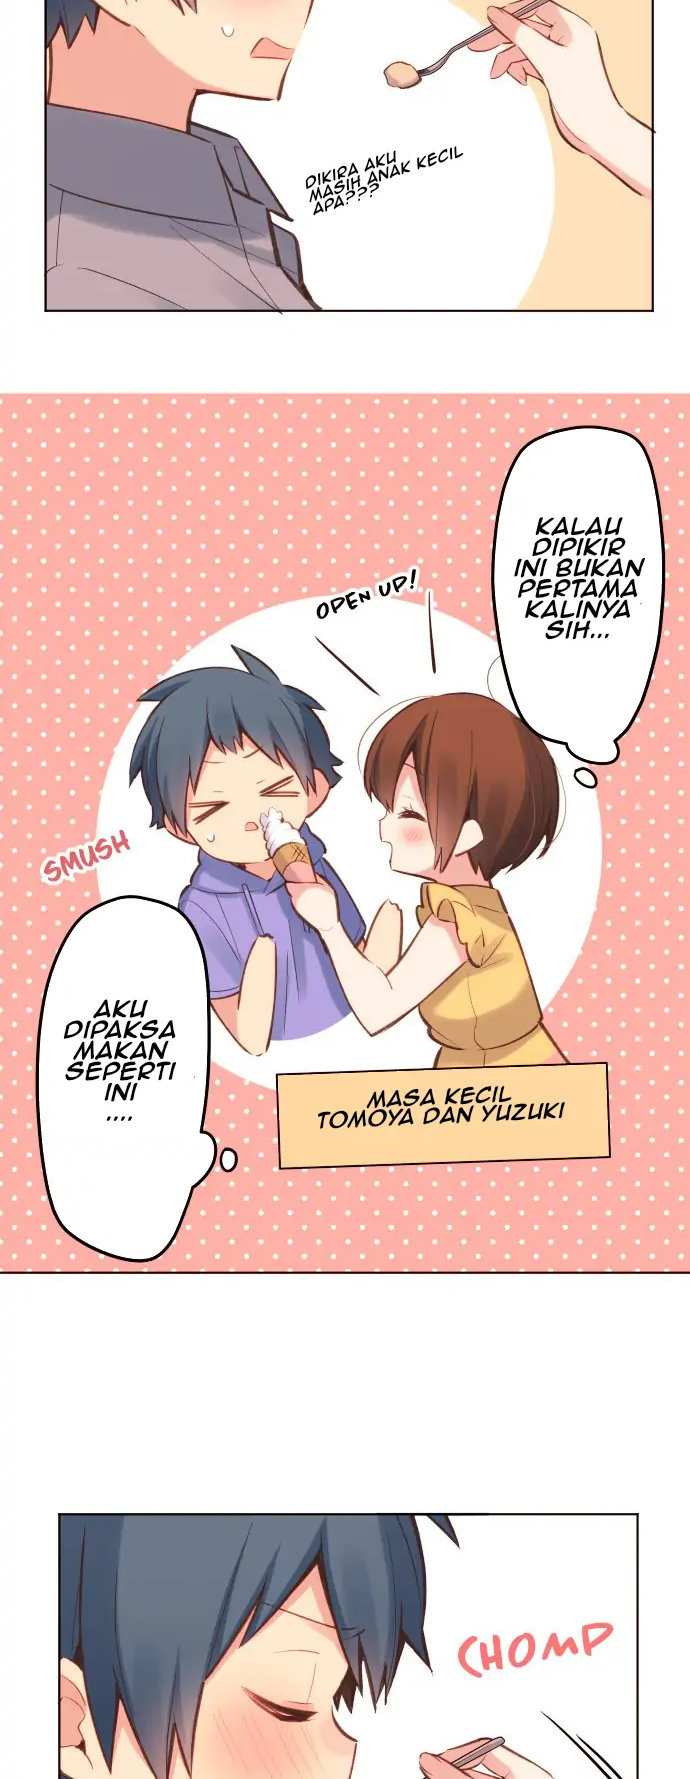 DIKIRA AKU
MASIH ANAK KECIL
APA???
KALAU
DIPIKIR
INI BUKAN
PERTAMA
KALINYA
SIH...
OPEN UP!
SMUSH
AKU
DIPAKSA
MAKAN
SEPERTI
INI
....
MASA KECIL
TOMOYA DAN YUZUKI
CHOMP